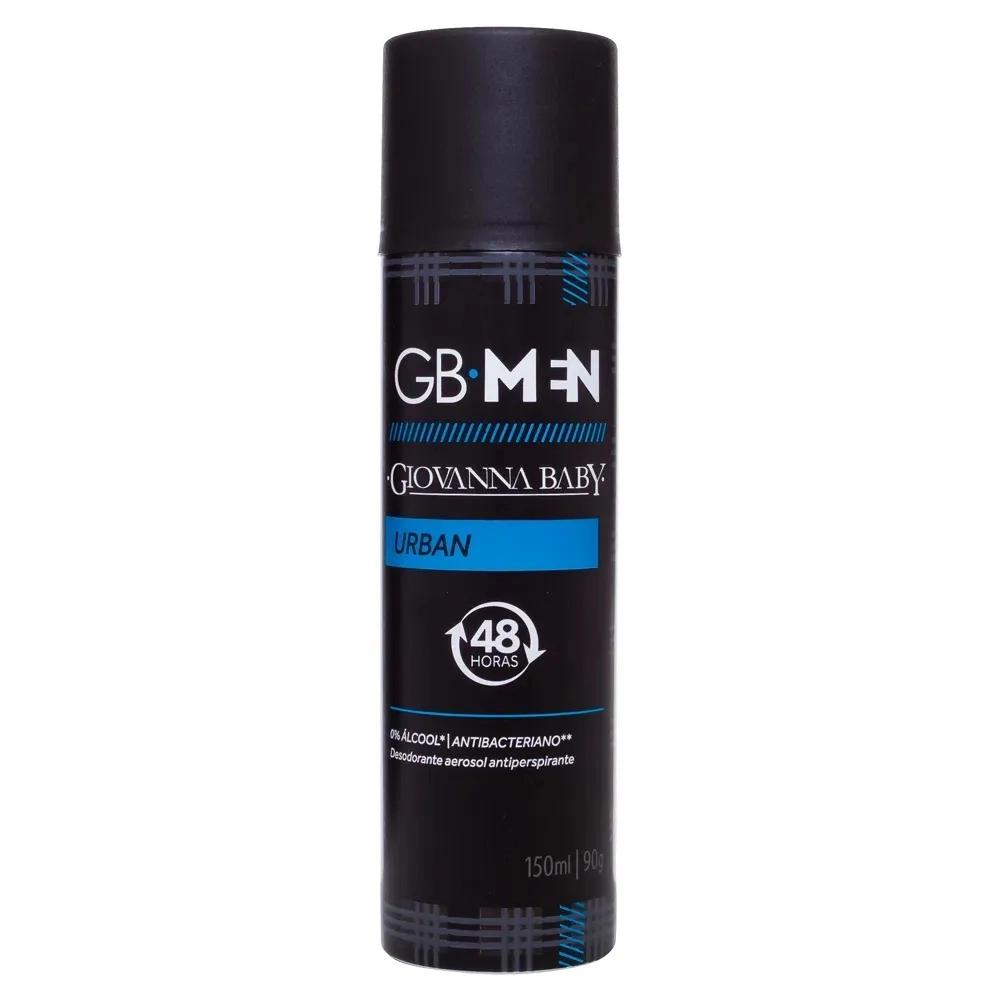 GB·MEN
·GIOVANNA BABY·
URBAN
48
HORAS
0% ÁLCOOL* | ANTIBACTERIANO**
Desodorante aerosol antiperspirante
150ml | 90g